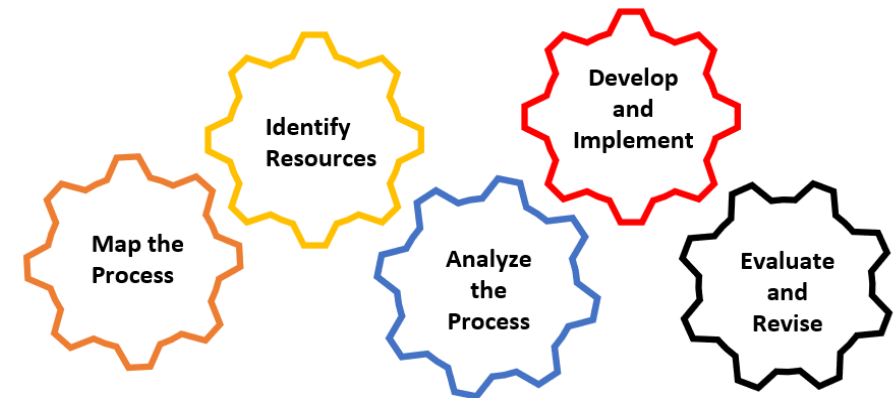 Map the
Process
Identify
Resources
Analyze
the
Process
Develop
and
Implement
Evaluate
and
Revise